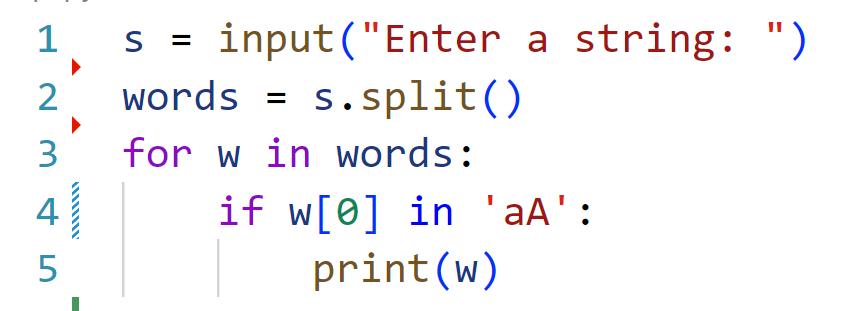 1 s = input("Enter a string: ")
2 words = s.split()
3 for w in words:
4     if w[0] in 'aA':
5         print(w)